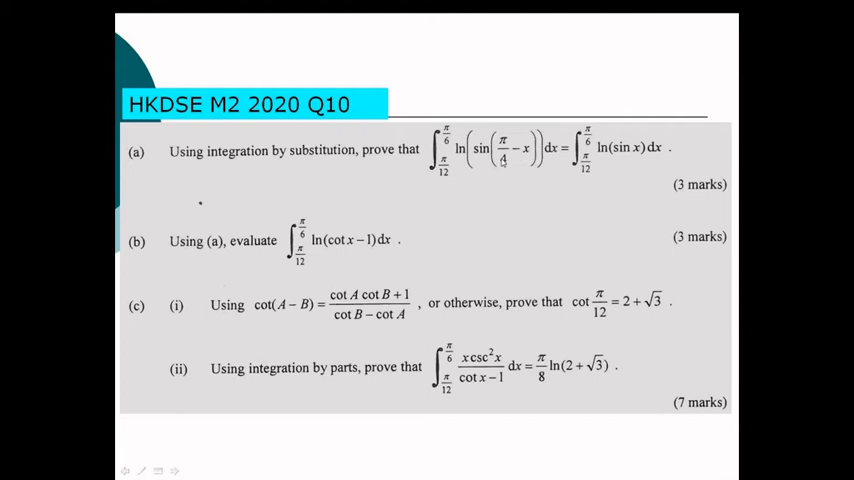 HKDSE M2 2020 Q10
(a) Using integration by substitution, prove that ∫_{π/12}^{π/6} ln(sin(π/4 − x))dx = ∫_{π/12}^{π/6} ln(sin x)dx .
(3 marks)
(b) Using (a), evaluate ∫_{π/12}^{π/6} ln(cot x − 1)dx .
(3 marks)
(c) (i) Using cot(A − B) = (cot A cot B + 1)/(cot B − cot A) , or otherwise, prove that cot π/12 = 2 + √3 .
(ii) Using integration by parts, prove that ∫_{π/12}^{π/6} (x csc² x)/(cot x − 1) dx = π/8 ln(2 + √3) .
(7 marks)